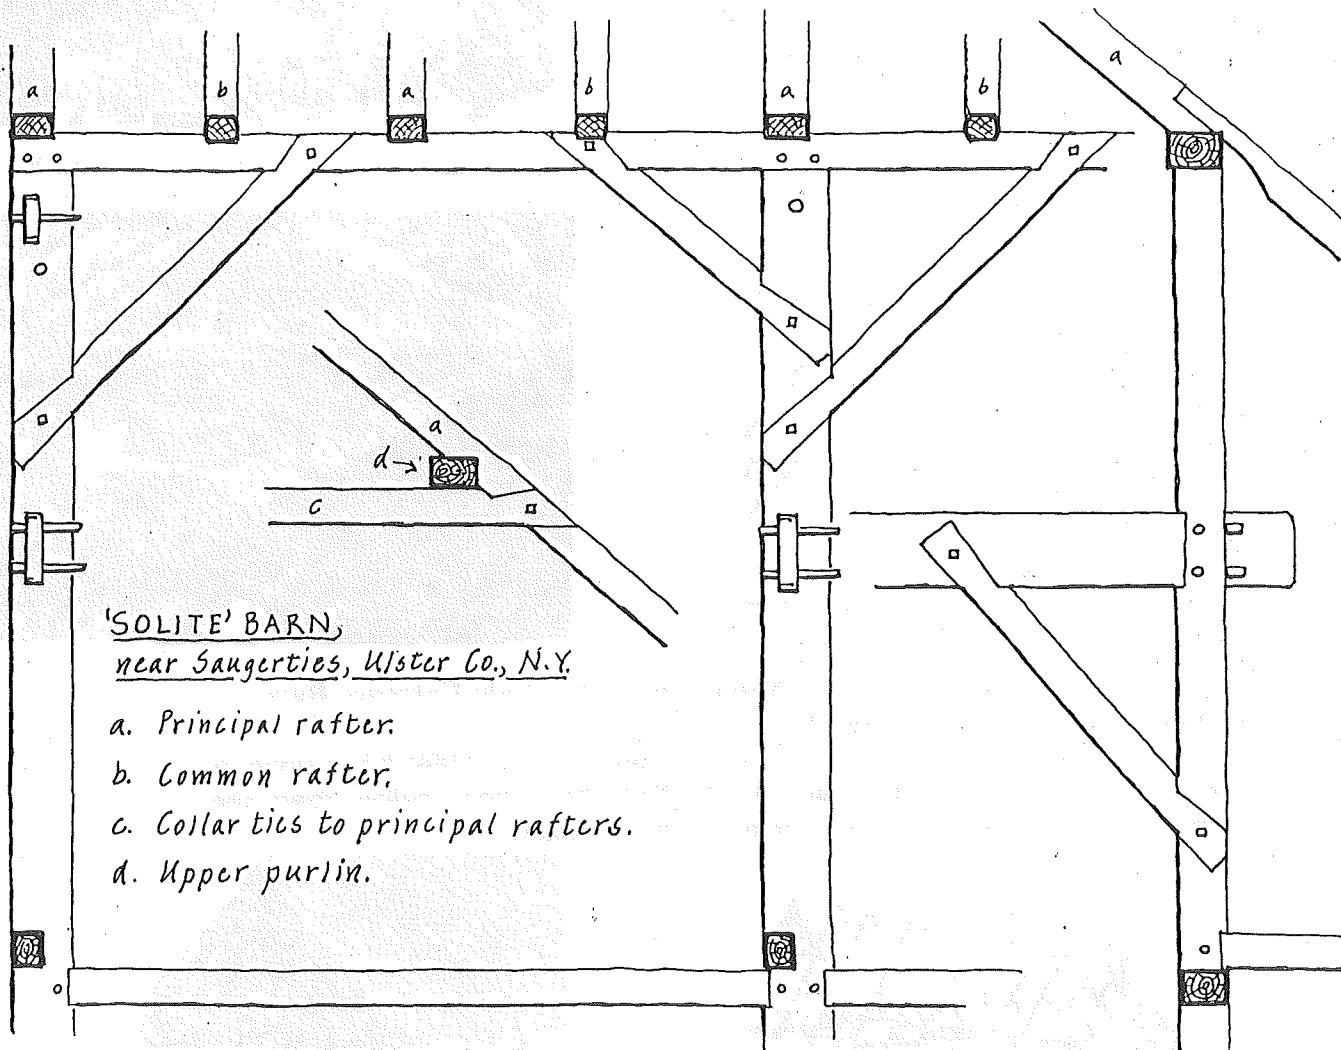 a b a b a b a
a
d
c
'SOLITE' BARN,
near Saugerties, Ulster Co., N.Y.
a. Principal rafter.
b. Common rafter.
c. Collar ties to principal rafters.
d. Upper purlin.